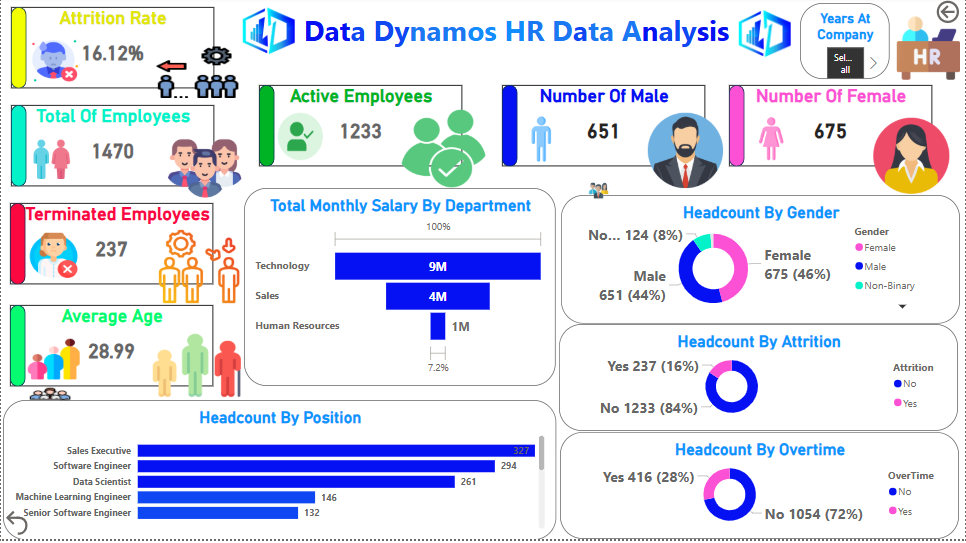 Attrition Rate
16.12%
...
Data Dynamos HR Data Analysis
Years At
Company
Sel...
all
HR
Total Of Employees
1470
Active Employees
1233
Number Of Male
651
Number Of Female
675
Terminated Employees
237
Average Age
28.99
Total Monthly Salary By Department
100%
Technology
9M
Sales
4M
Human Resources
1M
7.2%
Headcount By Gender
No... 124 (8%)
Male
651 (44%)
Female
675 (46%)
Gender
Female
Male
Non-Binary
Headcount By Attrition
Yes 237 (16%)
No 1233 (84%)
Attrition
No
Yes
Headcount By Position
Sales Executive
327
Software Engineer
294
Data Scientist
261
Machine Learning Engineer
146
Senior Software Engineer
132
Headcount By Overtime
Yes 416 (28%)
No 1054 (72%)
OverTime
No
Yes